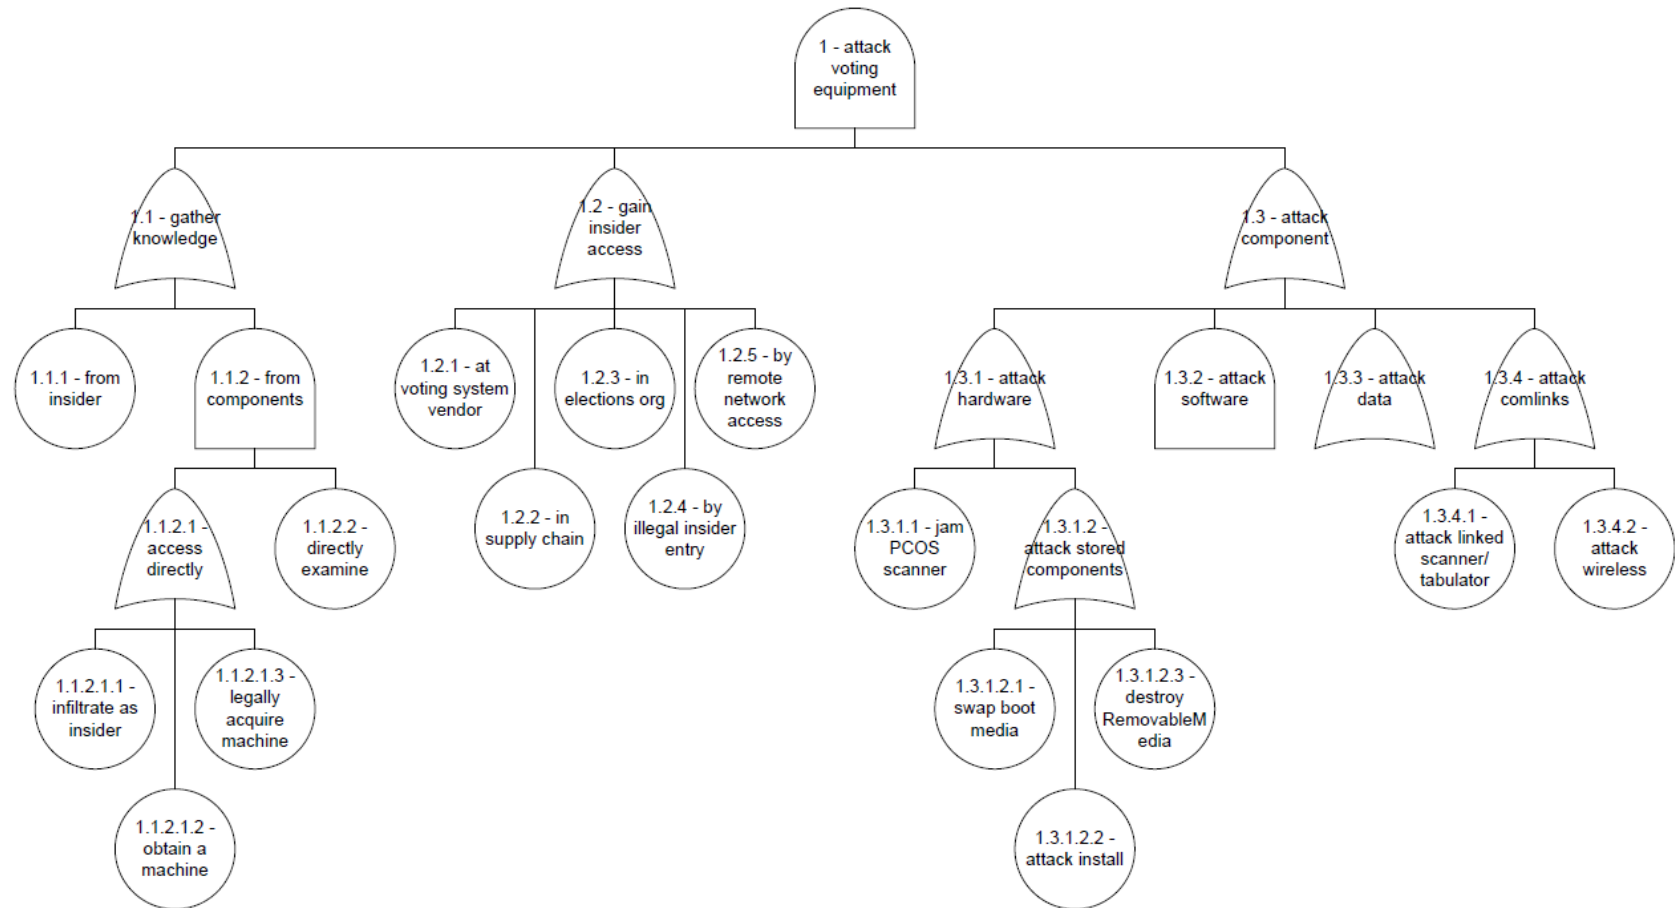 1 - attack
voting
equipment
1.1 - gather
knowledge
1.2 - gain
insider
access
1.3 - attack
component
1.1.1 - from
insider
1.1.2 - from
components
1.2.1 - at
voting system
vendor
1.2.3 - in
elections org
1.2.5 - by
remote
network
access
1.3.1 - attack
hardware
1.3.2 - attack
software
1.3.3 - attack
data
1.3.4 - attack
comlinks
1.1.2.1 -
access
directly
1.1.2.2 -
directly
examine
1.2.2 - in
supply chain
1.2.4 - by
illegal insider
entry
1.3.1.1 - jam
PCOS
scanner
1.3.1.2 -
attack stored
components
1.3.4.1 -
attack linked
scanner/
tabulator
1.3.4.2 -
attack
wireless
1.1.2.1.1 -
infiltrate as
insider
1.1.2.1.3 -
legally
acquire
machine
1.3.1.2.1 -
swap boot
media
1.3.1.2.3 -
destroy
RemovableM
edia
1.1.2.1.2 -
obtain a
machine
1.3.1.2.2 -
attack install